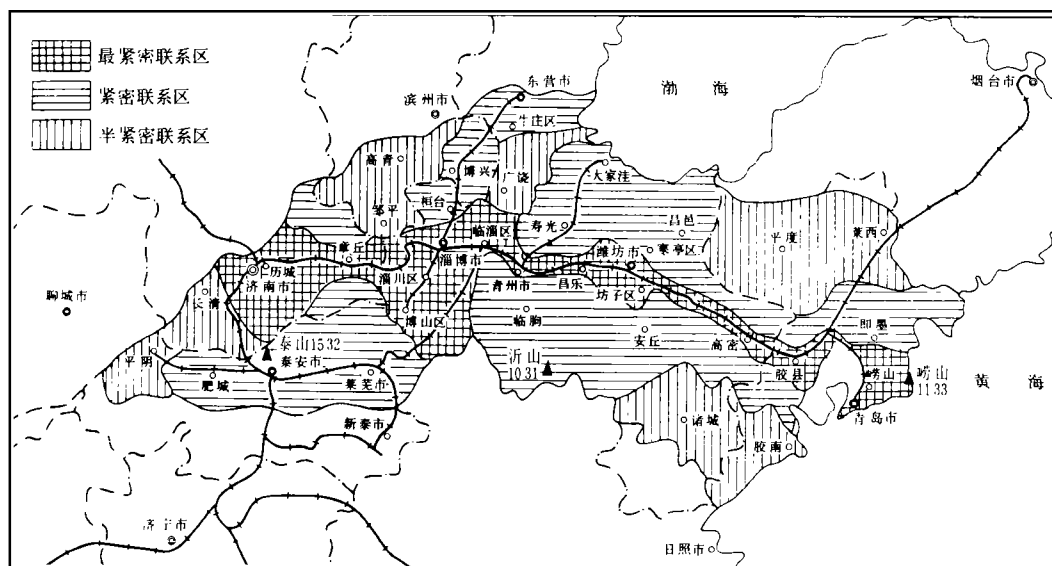 最紧密联系区
紧密联系区
半紧密联系区
渤海
烟台市
东营市
滨州市
牛庄区
高青
博兴
广饶
大家洼
邹平
桓台
寿光
昌邑
平度
莱西
临淄区
章丘
历城
济南市
淄川区
淄博市
潍坊市
寒亭区
青州市
昌乐
坊子区
聊城市
长清
博山区
临朐
安丘
高密
即墨
泰山1532
泰安市
平阴
肥城
莱芜市
沂山
1031
胶县
崂山
崂山
1133
黄海
青岛市
新泰市
诸城
胶南
济宁市
日照市